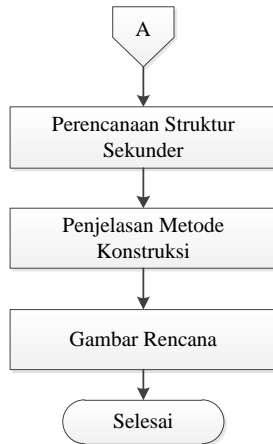 A
Perencanaan Struktur
Sekunder
Penjelasan Metode
Konstruksi
Gambar Rencana
Selesai